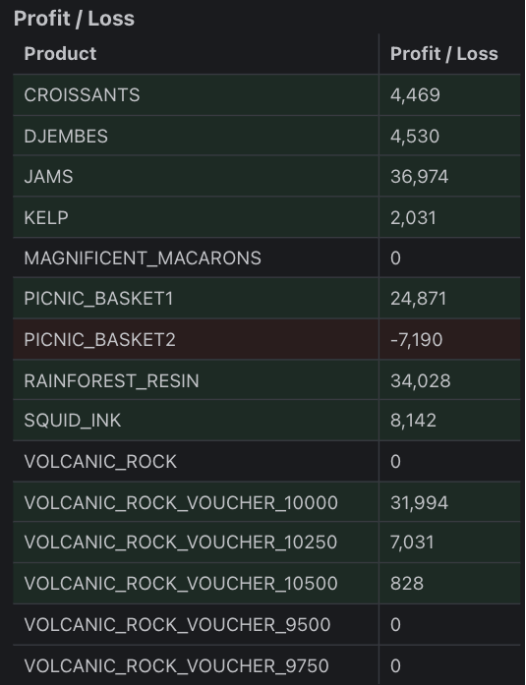 Profit / Loss
Product Profit / Loss
CROISSANTS 4,469
DJEMBES 4,530
JAMS 36,974
KELP 2,031
MAGNIFICENT_MACARONS 0
PICNIC_BASKET1 24,871
PICNIC_BASKET2 -7,190
RAINFOREST_RESIN 34,028
SQUID_INK 8,142
VOLCANIC_ROCK 0
VOLCANIC_ROCK_VOUCHER_10000 31,994
VOLCANIC_ROCK_VOUCHER_10250 7,031
VOLCANIC_ROCK_VOUCHER_10500 828
VOLCANIC_ROCK_VOUCHER_9500 0
VOLCANIC_ROCK_VOUCHER_9750 0